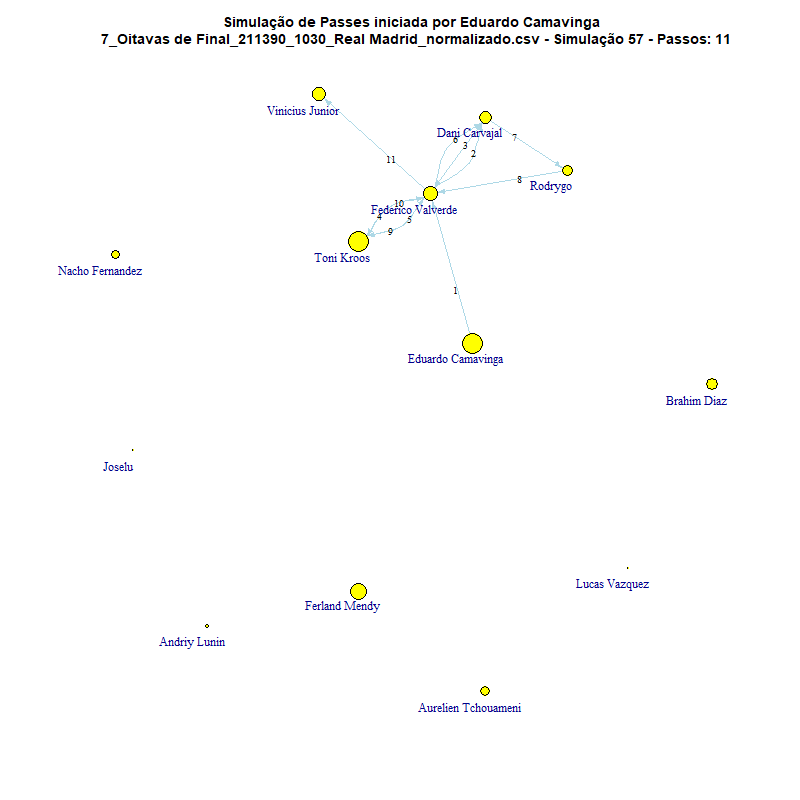 Simulação de Passes iniciada por Eduardo Camavinga
7_Oitavas de Final_211390_1030_Real Madrid_normalizado.csv - Simulação 57 - Passos: 11
Vinicius Junior
Dani Carvajal
6
3
2
7
11
8
Rodrygo
Federico Valverde
10
4
5
9
Toni Kroos
Nacho Fernandez
1
Eduardo Camavinga
Brahim Diaz
Joselu
Lucas Vazquez
Ferland Mendy
Andriy Lunin
Aurelien Tchouameni